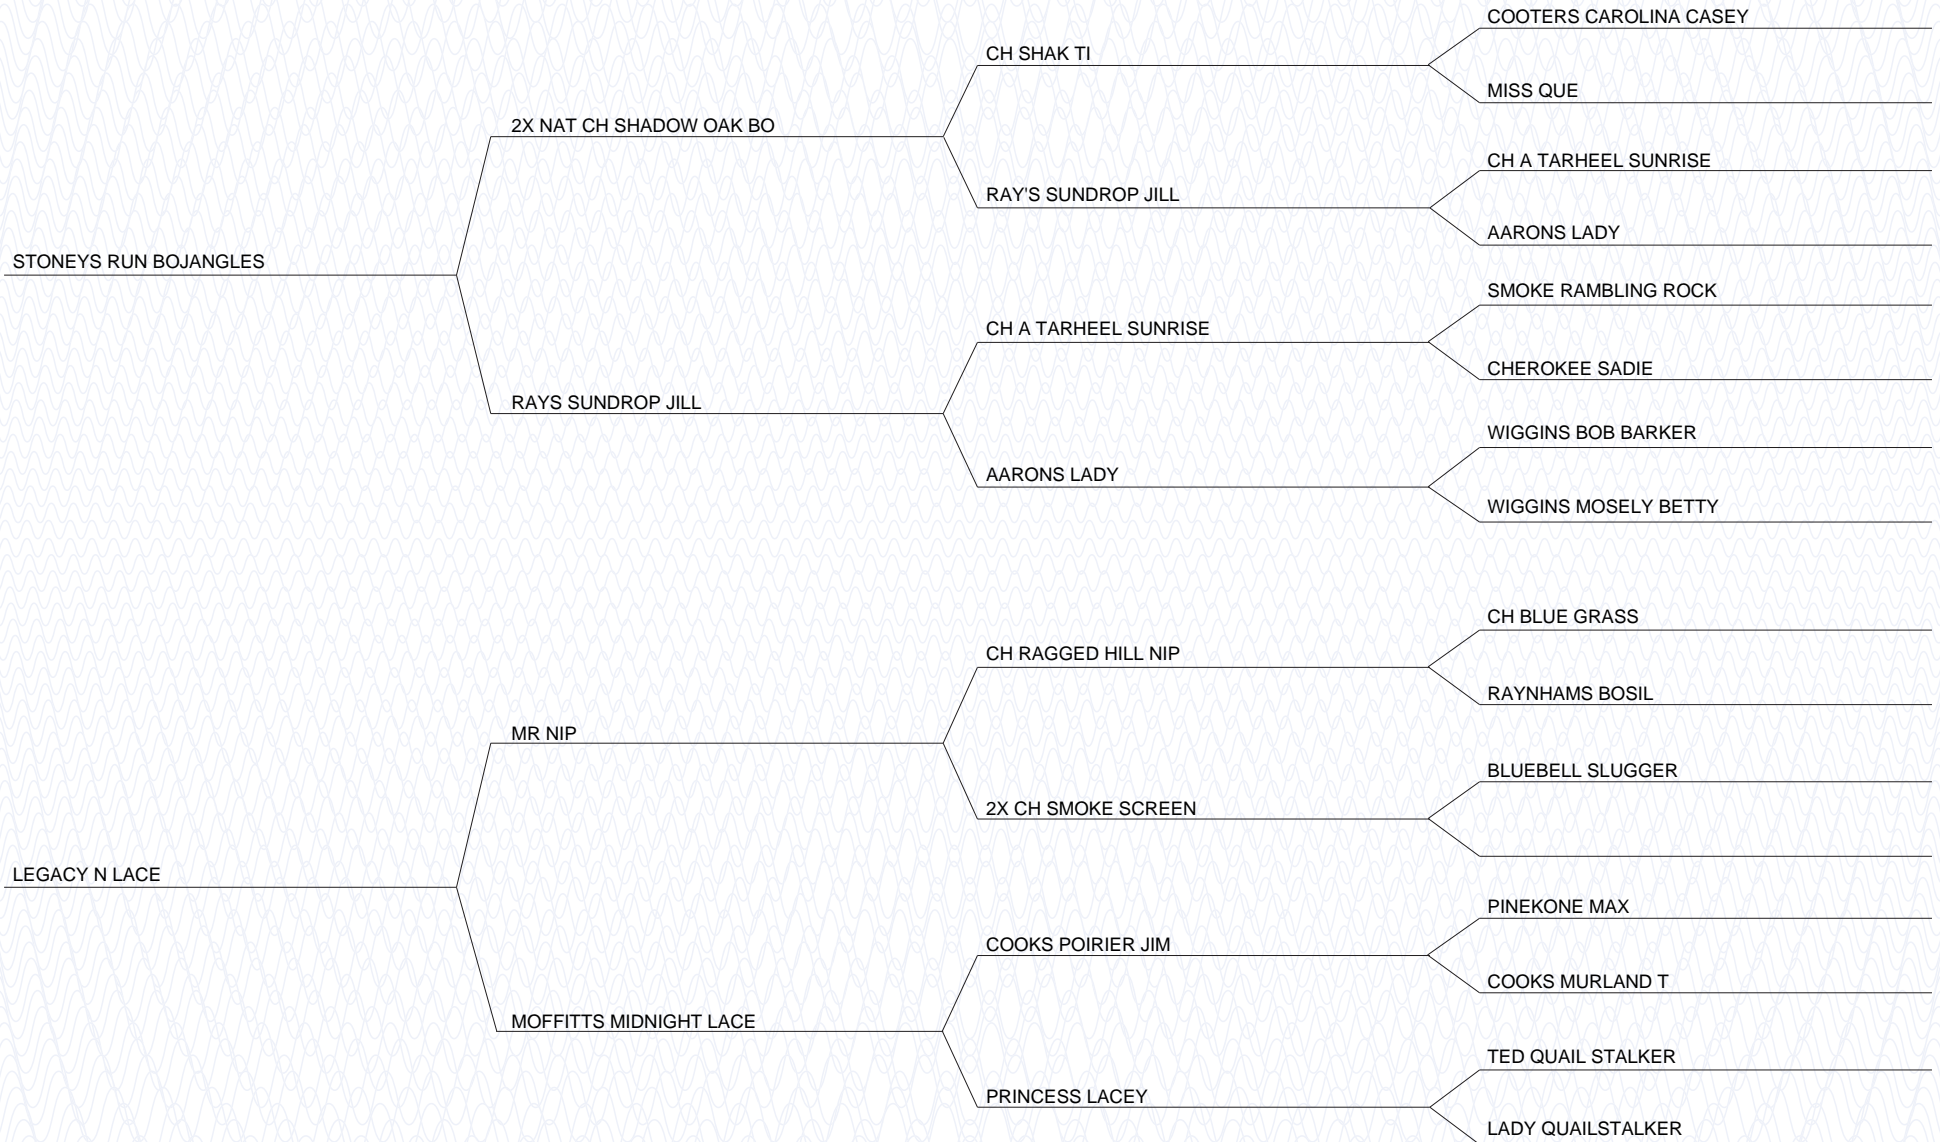 COOTERS CAROLINA CASEY
CH SHAK TI
MISS QUE
2X NAT CH SHADOW OAK BO
CH A TARHEEL SUNRISE
RAY'S SUNDROP JILL
AARONS LADY
STONEYS RUN BOJANGLES
SMOKE RAMBLING ROCK
CH A TARHEEL SUNRISE
CHEROKEE SADIE
RAYS SUNDROP JILL
WIGGINS BOB BARKER
AARONS LADY
WIGGINS MOSELY BETTY
CH BLUE GRASS
CH RAGGED HILL NIP
RAYNHAMS BOSIL
MR NIP
BLUEBELL SLUGGER
2X CH SMOKE SCREEN
LEGACY N LACE
PINEKONE MAX
COOKS POIRIER JIM
COOKS MURLAND T
MOFFITTS MIDNIGHT LACE
TED QUAIL STALKER
PRINCESS LACEY
LADY QUAILSTALKER